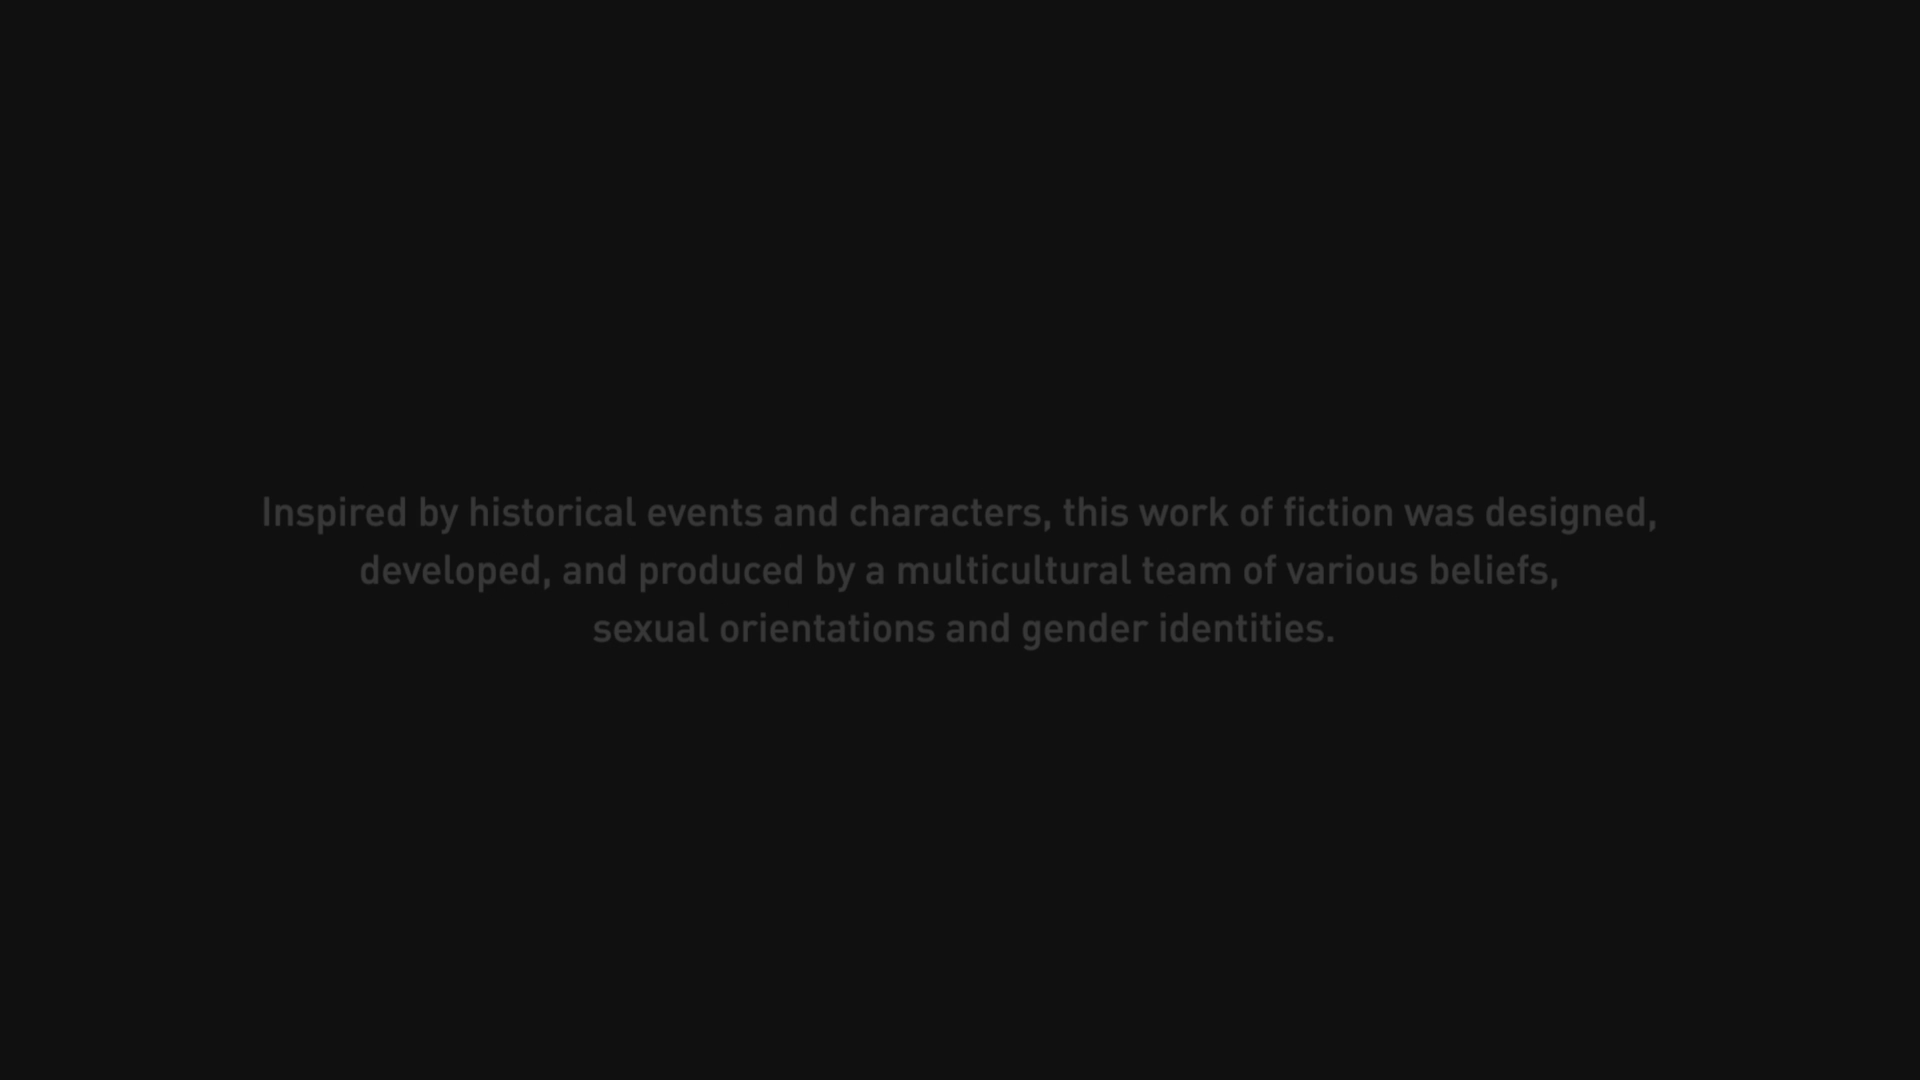 Inspired by historical events and characters, this work of fiction was designed,
developed, and produced by a multicultural team of various beliefs,
sexual orientations and gender identities.